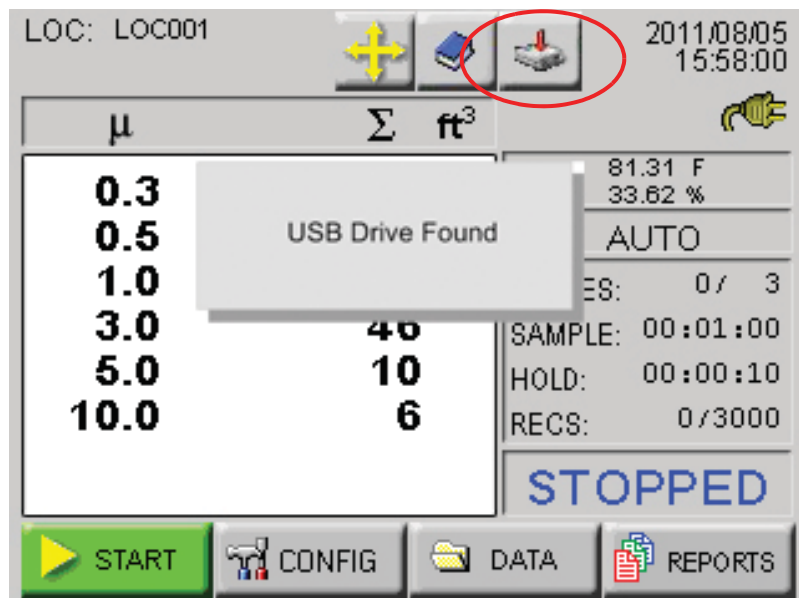 LOC: LOC001
2011/08/05
15:58:00
µ Σ ft³
81.31 F
33.62 %
0.3
0.5
USB Drive Found
AUTO
1.0
0/ 3
3.0 46
SAMPLE: 00:01:00
5.0 10
HOLD: 00:00:10
10.0 6
RECS: 0/3000
STOPPED
START CONFIG DATA REPORTS